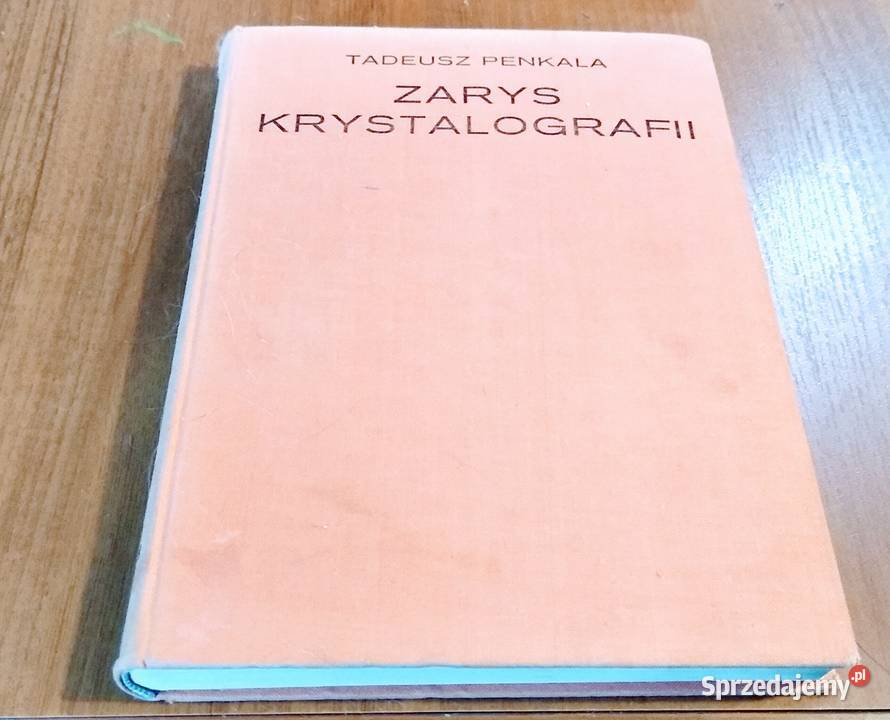 TADEUSZ PENKALA
ZARYS
KRYSTALOGRAFII
Sprzedajemy.pl